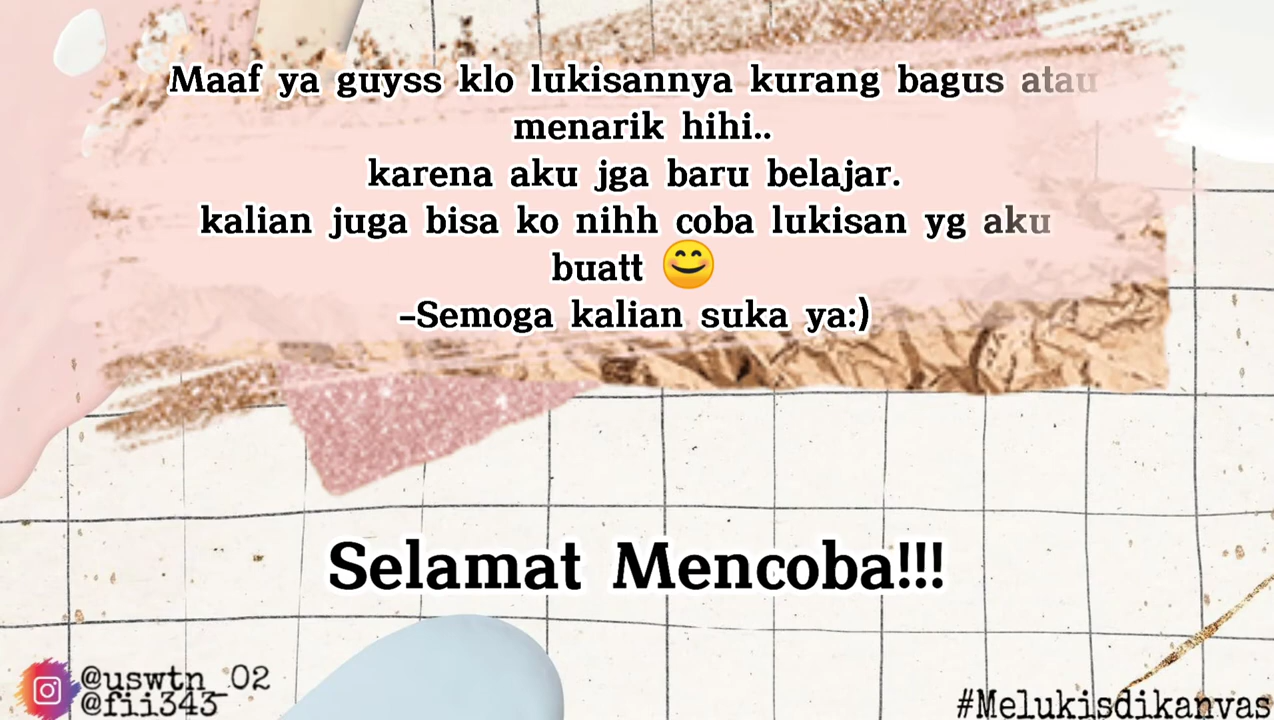 Maaf ya guyss klo lukisannya kurang bagus atau
menarik hihi..
karena aku jga baru belajar.
kalian juga bisa ko nihh coba lukisan yg aku
buatt 😊
-Semoga kalian suka ya:)
Selamat Mencoba!!!
@uswtn_02
@fii343
#Melukisdikanvas